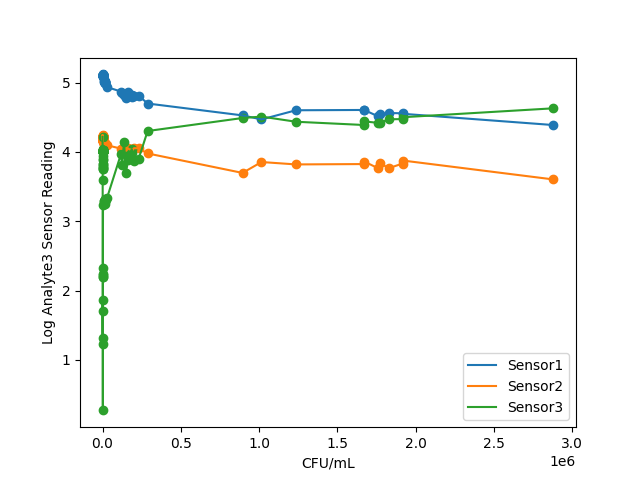 5
4
3
2
1
Log Analyte3 Sensor Reading
0.0 0.5 1.0 1.5 2.0 2.5 3.0
1e6
CFU/mL
Sensor1
Sensor2
Sensor3